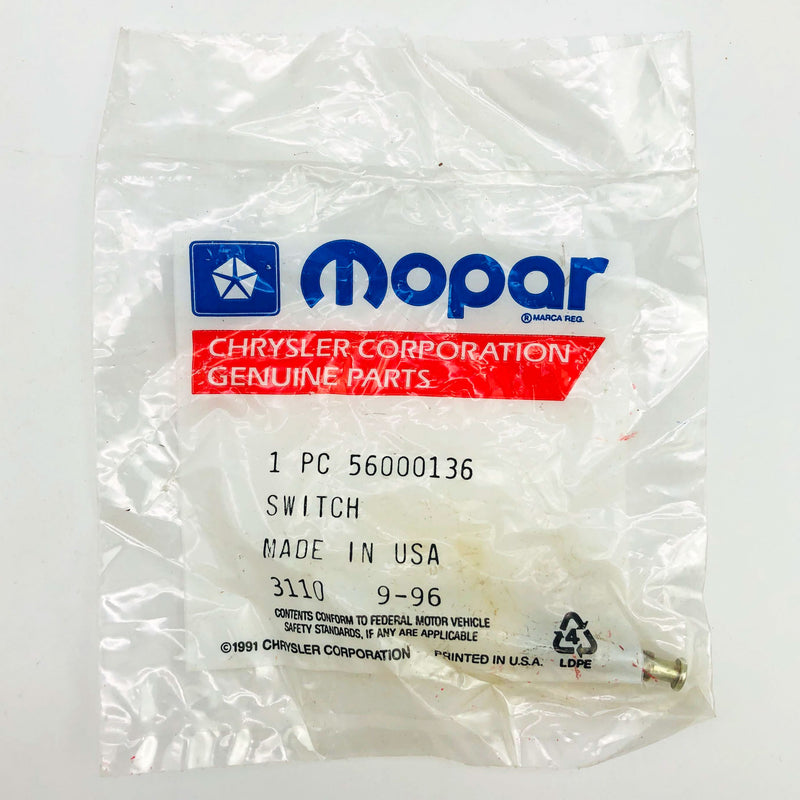 mopar
® MARCA REG.
CHRYSLER CORPORATION
GENUINE PARTS
1 PC 56000136
SWITCH
MADE IN USA
3110 9-96
CONTENTS CONFORM TO FEDERAL MOTOR VEHICLE
SAFETY STANDARDS, IF ANY ARE APPLICABLE
©1991 CHRYSLER CORPORATION PRINTED IN U.S.A.
4
LDPE